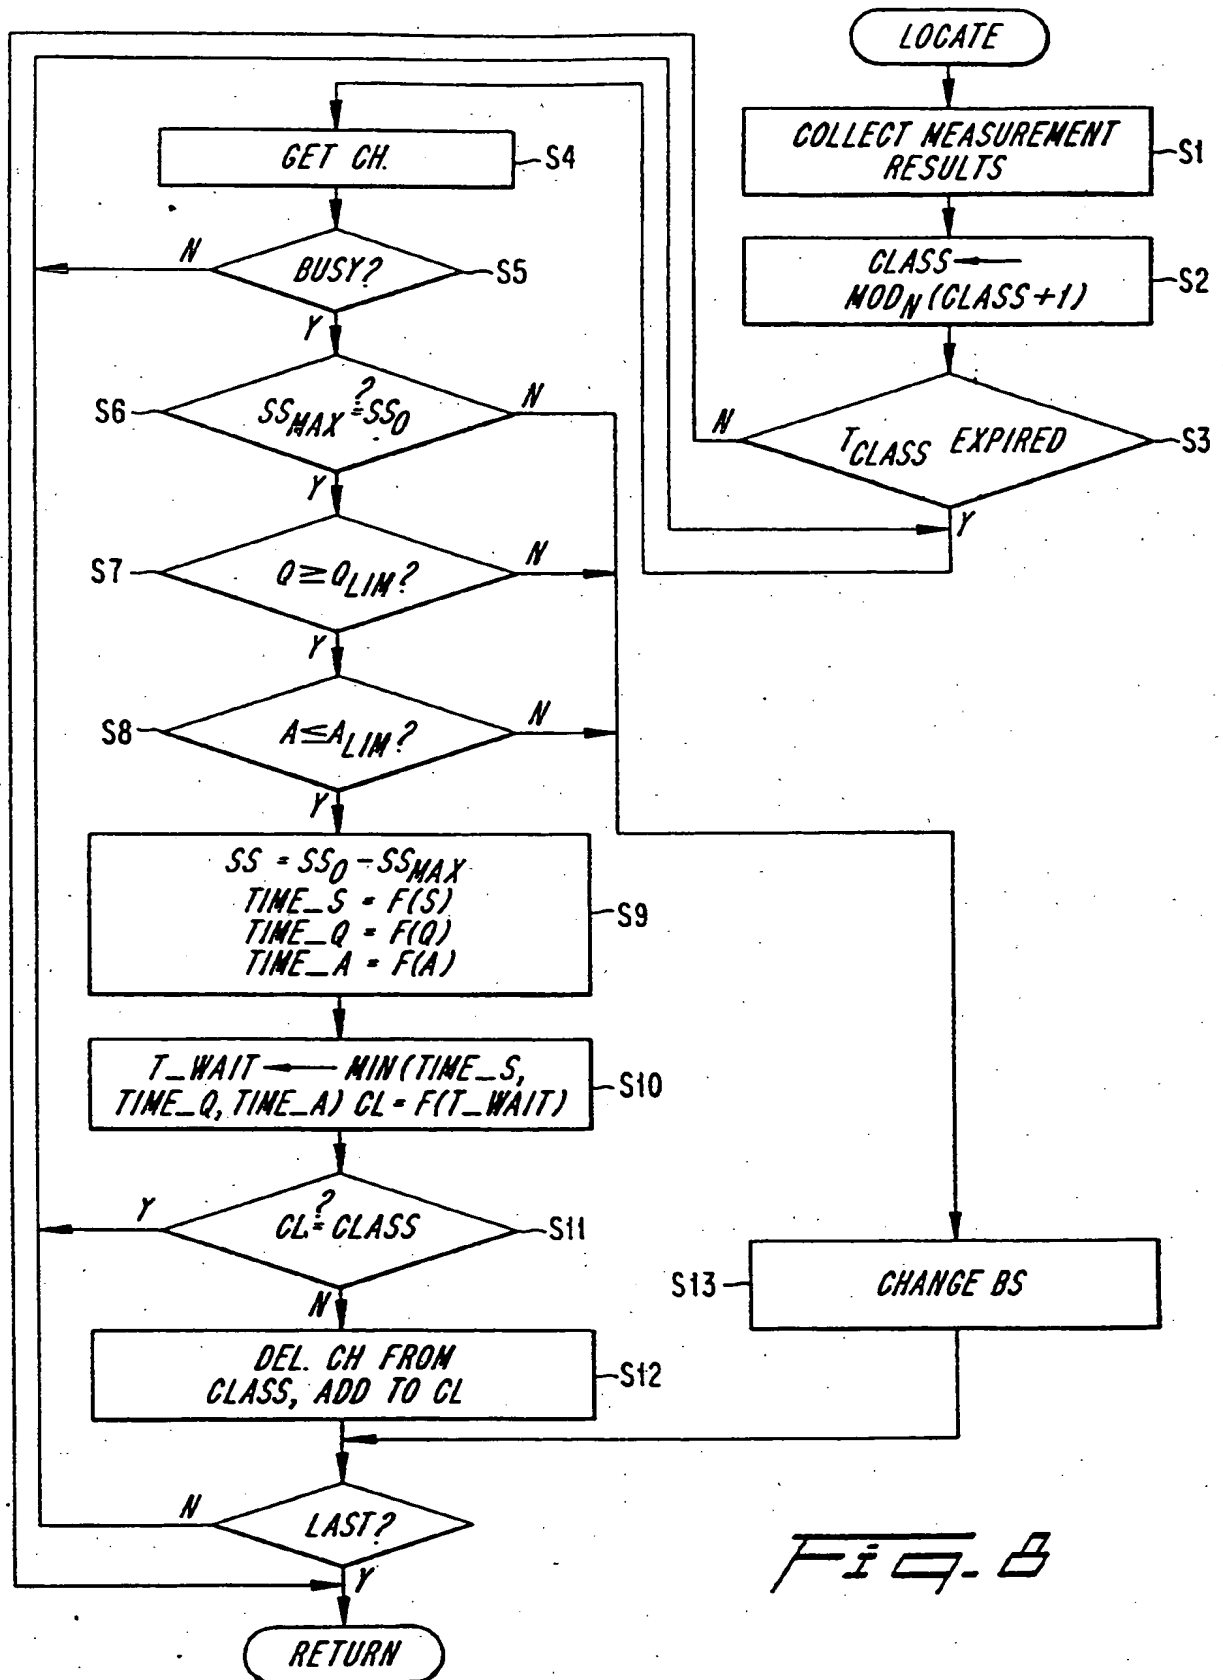 LOCATE
COLLECT MEASUREMENT
RESULTS
S1
CLASS ←
MOD_N (CLASS+1)
S2
N
T_CLASS EXPIRED
S3
Y
GET CH.
S4
N
BUSY?
S5
Y
S6
?
SS_MAX = SS_0
N
Y
S7
Q ≥ Q_LIM ?
N
Y
S8
A ≤ A_LIM ?
N
Y
SS = SS_0 - SS_MAX
TIME_S = F(S)
TIME_Q = F(Q)
TIME_A = F(A)
S9
T_WAIT ← MIN(TIME_S,
TIME_Q, TIME_A) CL = F(T_WAIT)
S10
Y
?
CL = CLASS
S11
N
DEL. CH FROM
CLASS, ADD TO CL
S12
S13
CHANGE BS
N
LAST?
Y
RETURN
Fig. 8